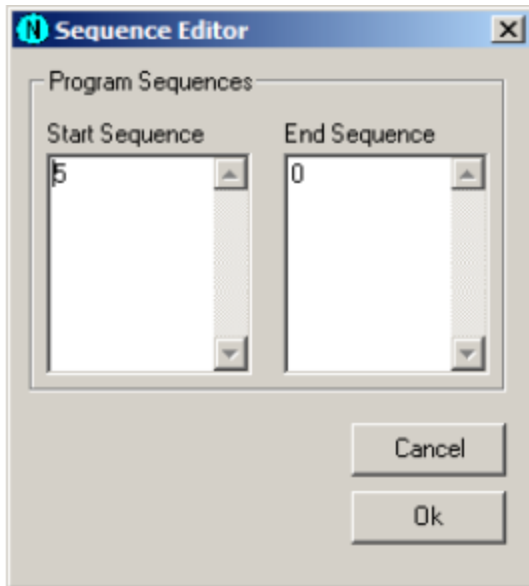 N Sequence Editor
Program Sequences
Start Sequence End Sequence
5 0
Cancel
Ok